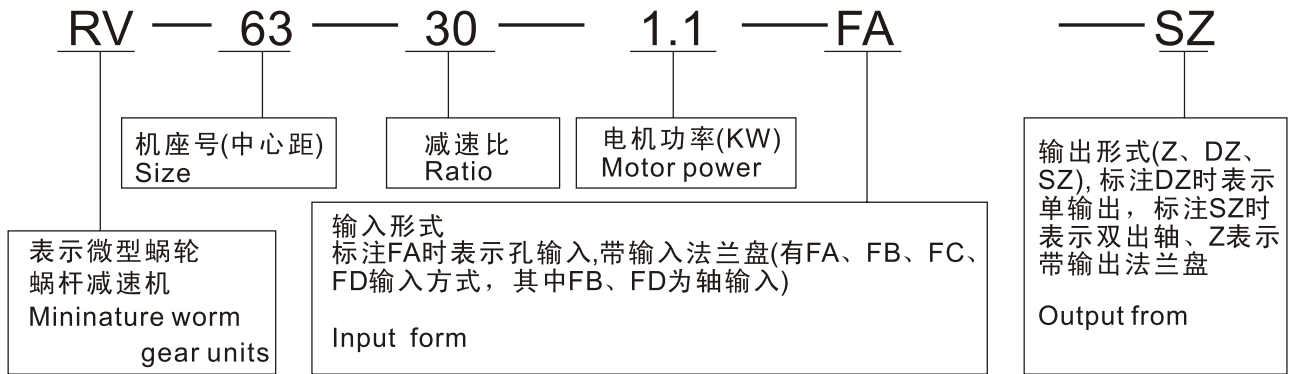 RV — 63 — 30 — 1.1 — FA — SZ
机座号(中心距)
Size
减速比
Ratio
电机功率(KW)
Motor power
表示微型蜗轮
蜗杆减速机
Mininature worm
gear units
输入形式
标注FA时表示孔输入,带输入法兰盘(有FA、FB、FC、
FD输入方式，其中FB、FD为轴输入)
Input form
输出形式(Z、DZ、
SZ),标注DZ时表示
单输出，标注SZ时
表示双出轴、Z表示
带输出法兰盘
Output from